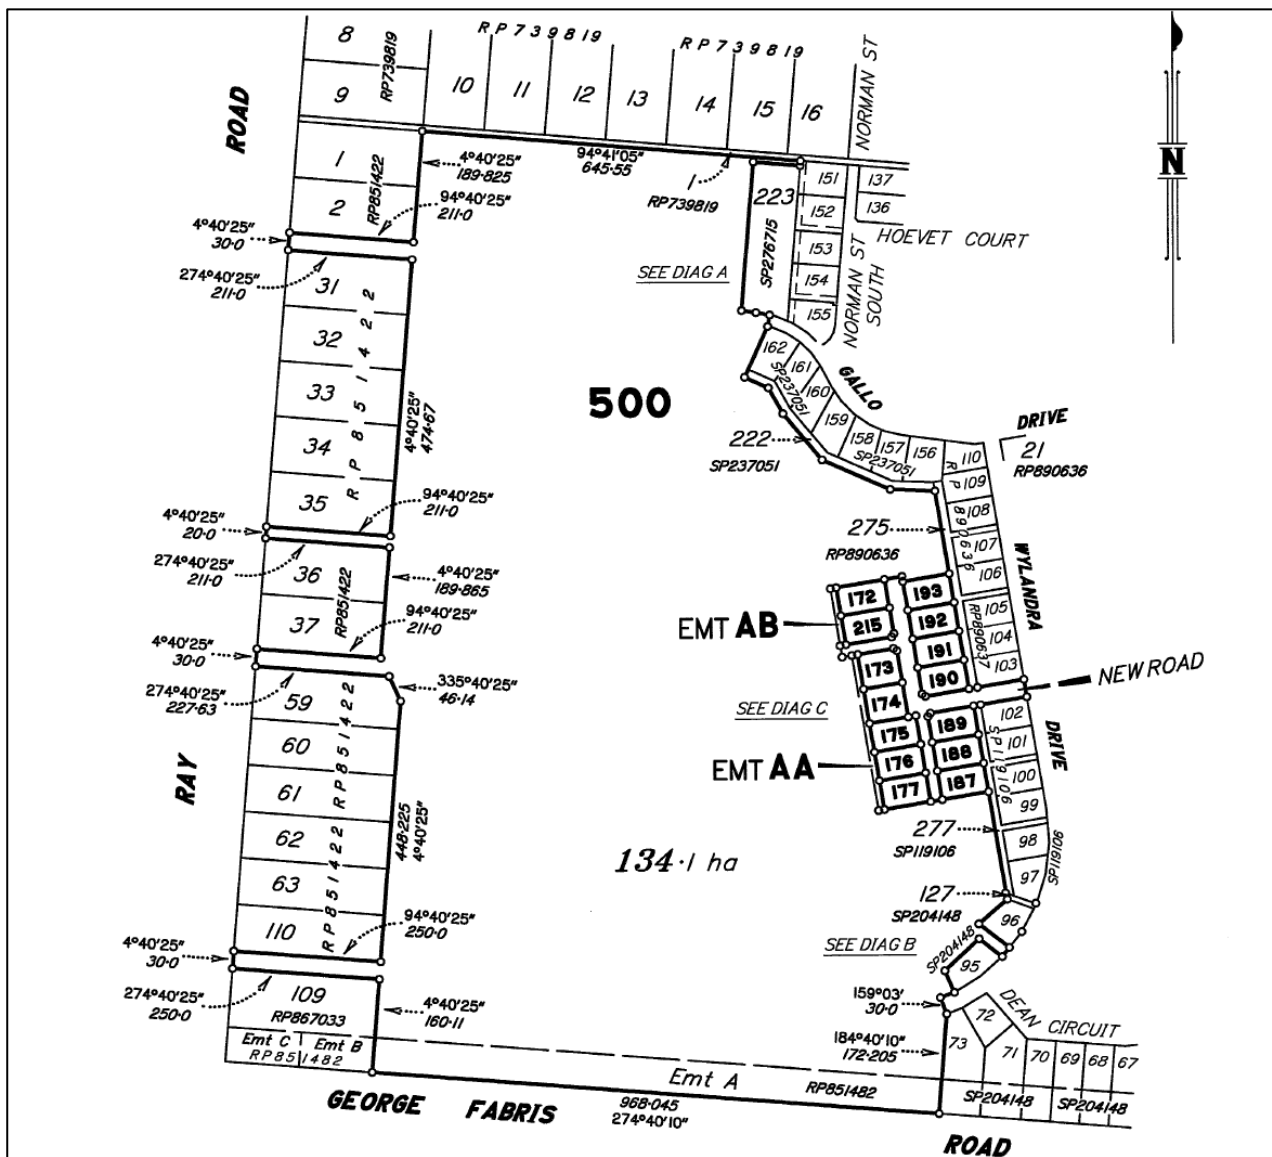 8
RP739819
9
RP739819
RP739819
10
11
12
13
14
15
16
NORMAN ST
ROAD
1
2
RP851422
4°40'25"
189·825
94°40'25"
211·0
94°41'05"
645·55
1
RP739819
223
SP276715
151
152
153
154
155
137
136
HOEVET COURT
NORMAN ST
SOUTH
N
4°40'25"
30·0
274°40'25"
211·0
SEE DIAG A
31
32
33
34
35
RP851422
4°40'25"
474·67
500
162
161
160
159
158
157
156
SP237051
SP237051
GALLO
DRIVE
222
SP237051
21
RP890636
110
109
108
107
106
RP890636
105
104
103
RP890637
WYLANDRA
DRIVE
94°40'25"
211·0
4°40'25"
20·0
274°40'25"
211·0
275
RP890636
36
37
RP851422
4°40'25"
189·865
94°40'25"
211·0
172
193
EMT AB
215
192
173
191
190
NEW ROAD
4°40'25"
30·0
274°40'25"
227·63
335°40'25"
46·14
SEE DIAG C
174
175
189
176
188
EMT AA
177
187
102
101
100
99
98
97
SP119106
SP119106
59
60
61
62
63
110
RP851422
RP851422
RAY
448·225
4°40'25"
277
SP119106
134·1 ha
127
SP204148
96
SEE DIAG B
SP204148
95
94°40'25"
250·0
4°40'25"
30·0
274°40'25"
250·0
109
RP867033
4°40'25"
160·11
159°03'
30·0
DEAN CIRCUIT
184°40'10"
172·205
73
72
71
70
69
68
67
Emt C
Emt B
RP851482
Emt A
RP851482
SP204148
SP204148
GEORGE FABRIS
968·045
274°40'10"
ROAD